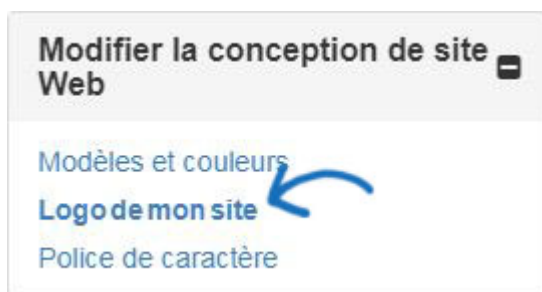 Modifier la conception de site
Web
Modèles et couleurs
Logo de mon site
Police de caractère